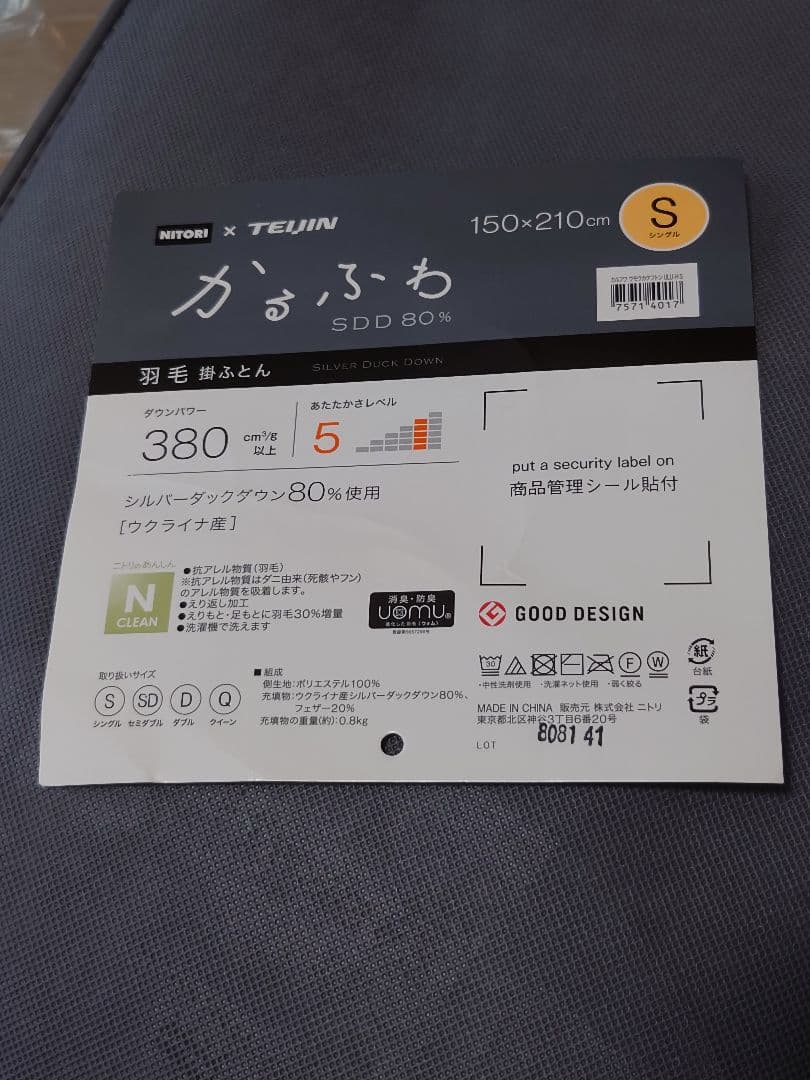 NITORI × TEIJIN
150×210cm
S
シングル
かるふわ
SDD 80%
7571 4017
羽毛 掛ふとん
SILVER DUCK DOWN
ダウンパワー
380 cm³/g以上
あたたかさレベル
5
シルバーダックダウン80%使用
[ウクライナ産]
put a security label on
商品管理シール貼付
ニトリのあんしん
N
CLEAN
●抗アレル物質(羽毛)
※抗アレル物質はダニ由来(死骸やフン)
のアレル物質を吸着します。
●えり返し加工
●えりもと・足もとに羽毛30%増量
●洗濯機で洗えます
消臭・防臭
UOMU®
GOOD DESIGN
取り扱いサイズ
S SD D Q
シングル セミダブル ダブル クイーン
■組成
側生地:ポリエステル100%
充填物:ウクライナ産シルバーダックダウン80%、
フェザー20%
充填物の重量(約):0.8kg
30 F W
・中性洗剤使用 ・洗濯ネット使用 ・弱く絞る
紙
台紙
プラ
袋
MADE IN CHINA 販売元 株式会社 ニトリ
東京都北区神谷3丁目6番20号
LOT 8081 41